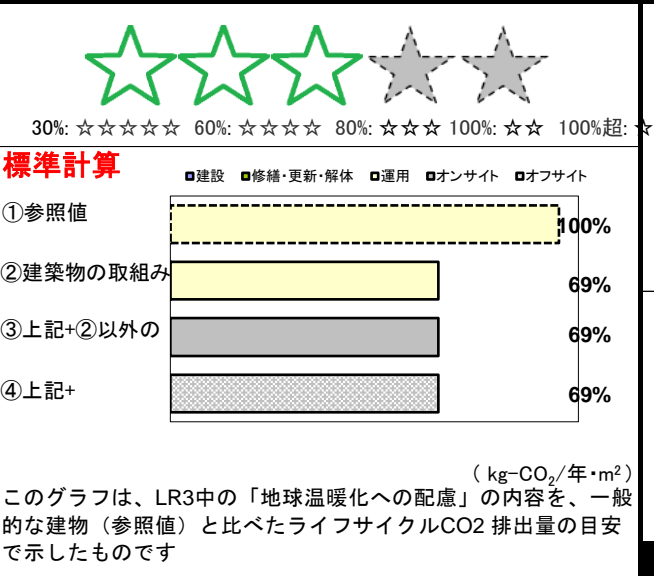 30%: ☆☆☆☆☆ 60%: ☆☆☆☆ 80%: ☆☆☆ 100%: ☆☆ 100%超: ☆
標準計算
建設 修繕・更新・解体 運用 オンサイト オフサイト
①参照値
100%
②建築物の取組み
69%
③上記+②以外の
69%
④上記+
69%
( kg-CO₂/年・m² )
このグラフは、LR3中の「地球温暖化への配慮」の内容を、一般
的な建物（参照値）と比べたライフサイクルCO2 排出量の目安
で示したものです